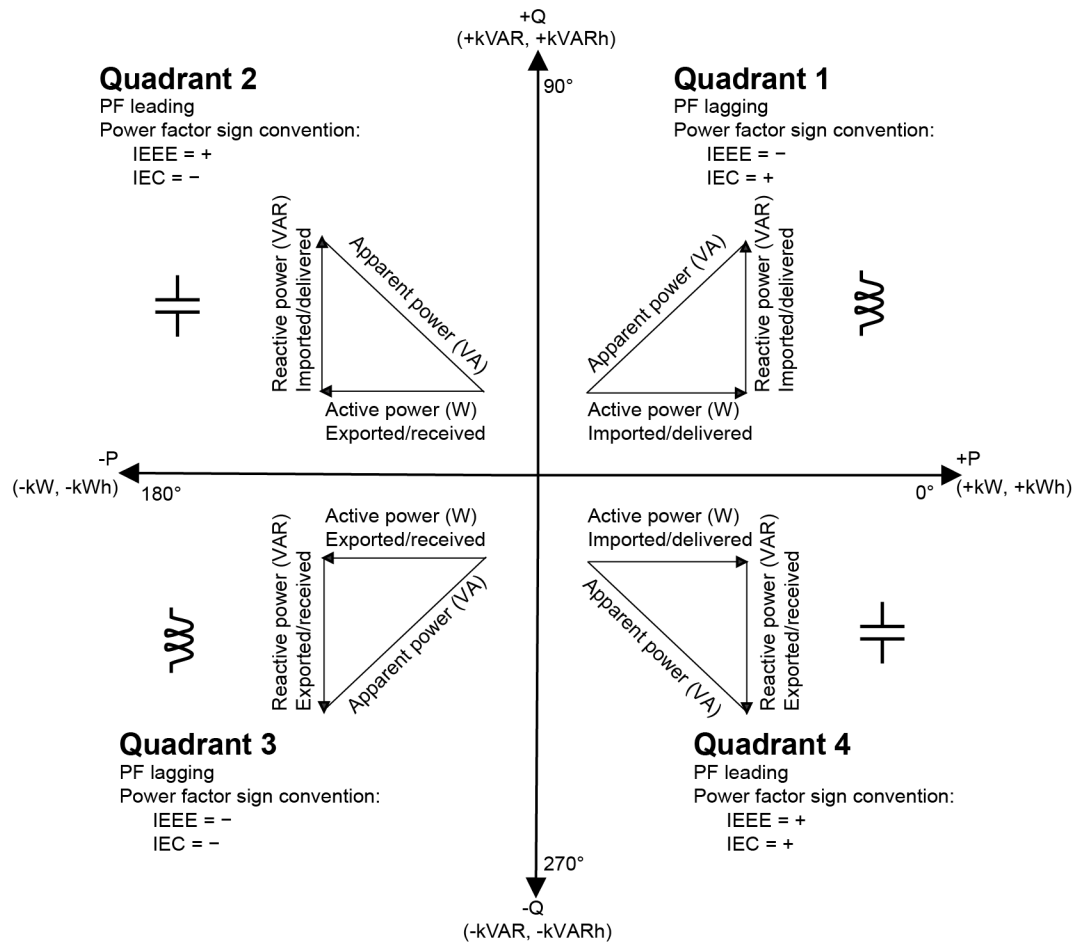 +Q
(+kVAR, +kVARh)
90°
Quadrant 2
PF leading
Power factor sign convention:
IEEE = +
IEC = −
Reactive power (VAR)
Imported/delivered
Apparent power (VA)
Active power (W)
Exported/received
Quadrant 1
PF lagging
Power factor sign convention:
IEEE = −
IEC = +
Apparent power (VA)
Reactive power (VAR)
Imported/delivered
Active power (W)
Imported/delivered
-P
(-kW, -kWh)
180°
0°
+P
(+kW, +kWh)
Active power (W)
Exported/received
Reactive power (VAR)
Exported/received
Apparent power (VA)
Quadrant 3
PF lagging
Power factor sign convention:
IEEE = −
IEC = −
Active power (W)
Imported/delivered
Apparent power (VA)
Reactive power (VAR)
Exported/received
Quadrant 4
PF leading
Power factor sign convention:
IEEE = +
IEC = +
270°
-Q
(-kVAR, -kVARh)